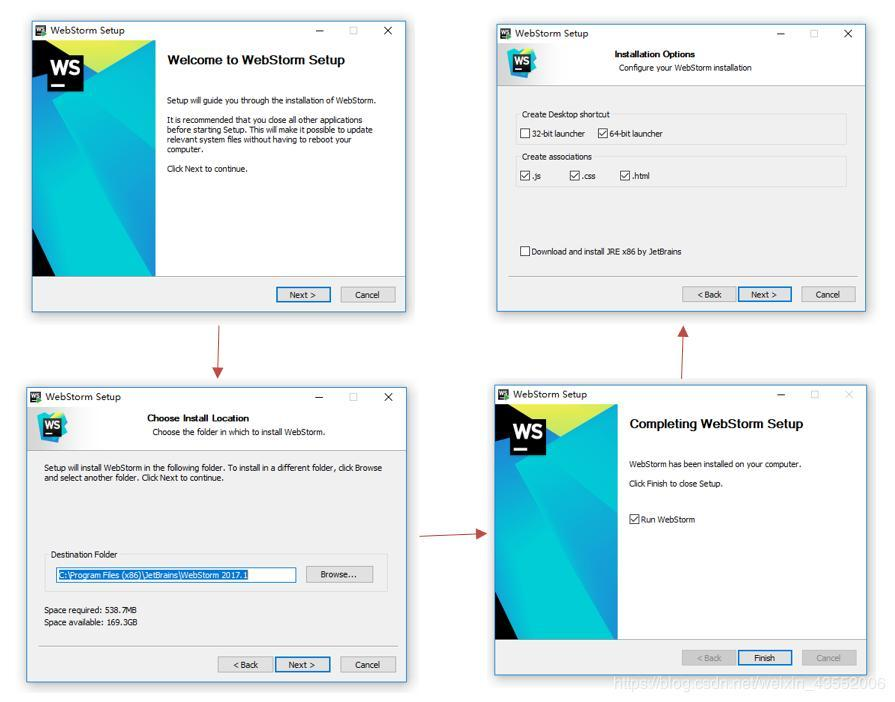 WebStorm Setup
WS
Welcome to WebStorm Setup
Setup will guide you through the installation of WebStorm.
It is recommended that you close all other applications
before starting Setup. This will make it possible to update
relevant system files without having to reboot your
computer.
Click Next to continue.
Next >
Cancel
WebStorm Setup
WS
Installation Options
Configure your WebStorm installation
Create Desktop shortcut
32-bit launcher
64-bit launcher
Create associations
.js
.css
.html
Download and install JRE x86 by JetBrains
< Back
Next >
Cancel
WebStorm Setup
WS
Choose Install Location
Choose the folder in which to install WebStorm.
Setup will install WebStorm in the following folder. To install in a different folder, click Browse
and select another folder. Click Next to continue.
Destination Folder
C:\Program Files (x86)\JetBrains\WebStorm 2017.1
Browse...
Space required: 538.7MB
Space available: 169.3GB
< Back
Next >
Cancel
WebStorm Setup
WS
Completing WebStorm Setup
WebStorm has been installed on your computer.
Click Finish to close Setup.
Run WebStorm
< Back
Finish
Cancel
https://blog.csdn.net/weixin_43552006